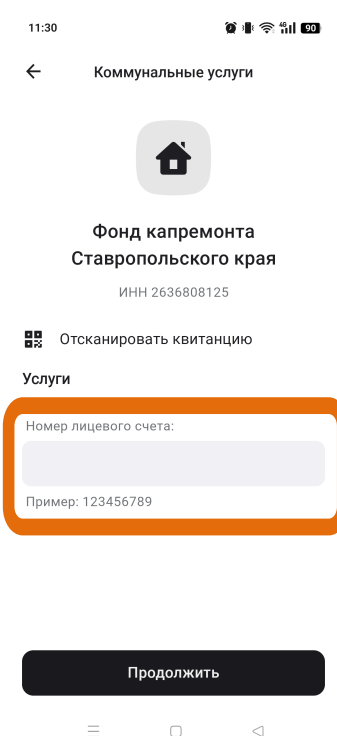 11:30
4G
90
Коммунальные услуги
Фонд капремонта
Ставропольского края
ИНН 2636808125
Отсканировать квитанцию
Услуги
Номер лицевого счета:
Пример: 123456789
Продолжить